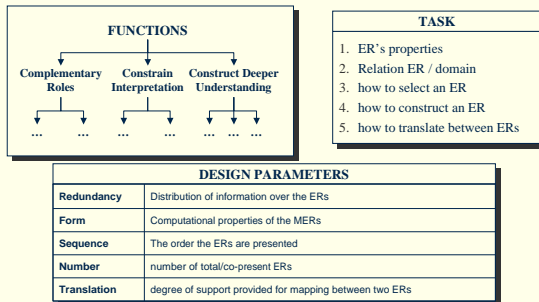 FUNCTIONS
Complementary Constrain Construct Deeper
Roles Interpretation Understanding
... ... ... ... ... ... ...
TASK
1. ER's properties
2. Relation ER / domain
3. how to select an ER
4. how to construct an ER
5. how to translate between ERs
DESIGN PARAMETERS
Redundancy Distribution of information over the ERs
Form Computational properties of the MERs
Sequence The order the ERs are presented
Number number of total/co-present ERs
Translation degree of support provided for mapping between two ERs